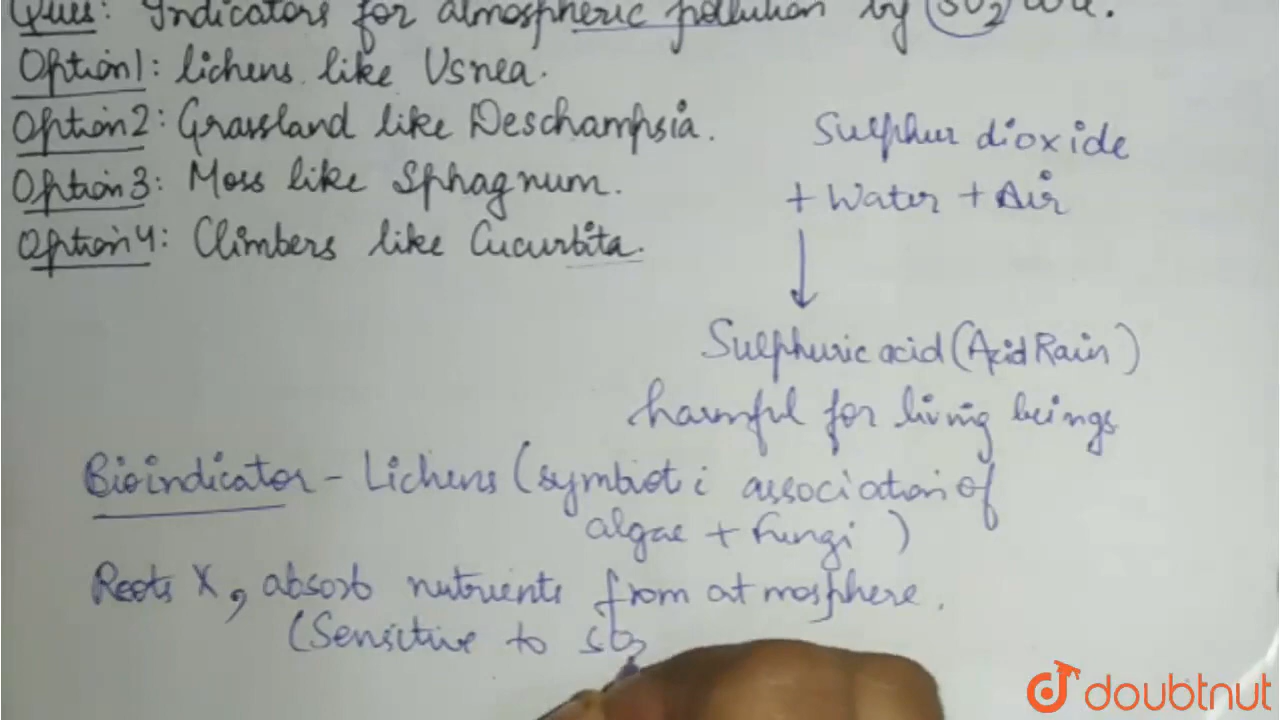 Ques: Indicators for atmospheric pollution by SO2 are.
Option1: lichens like Usnea.
Option2: Grassland like Deschampsia.
Option3: Moss like Sphagnum.
Option4: Climbers like Cucurbita.
Sulphur dioxide
+ Water + Air
Sulphuric acid (Acid Rain)
harmful for living beings
Bioindicator - Lichens (symbioti association of
algae + Fungi)
Roots X, absorb nutrients from atmosphere.
(Sensitive to SO2
doubtnut